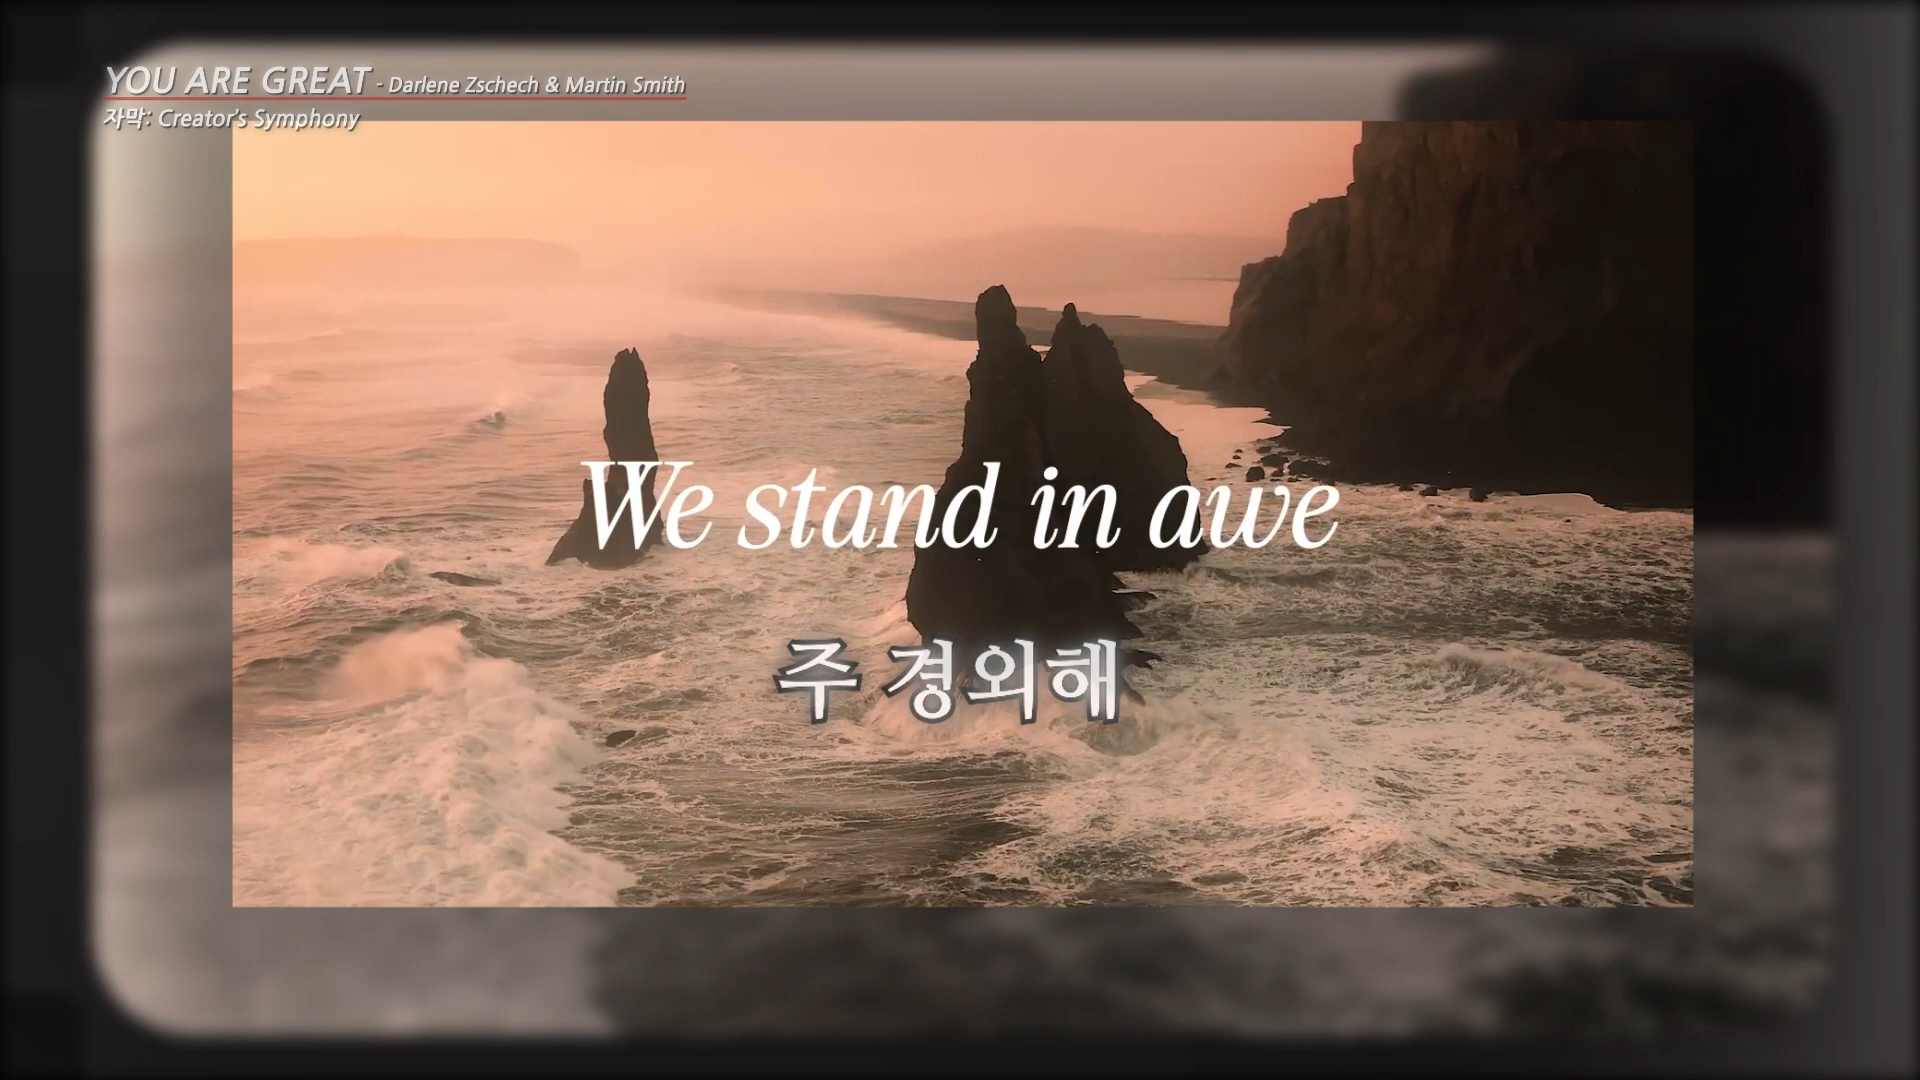 YOU ARE GREAT - Darlene Zschech & Martin Smith
자막: Creator's Symphony
We stand in awe
주 경외해